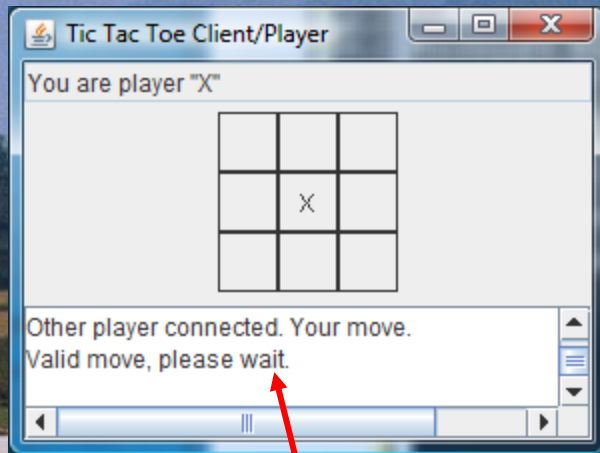 Tic Tac Toe Client/Player
You are player "X"
X
Other player connected. Your move.
Valid move, please wait.